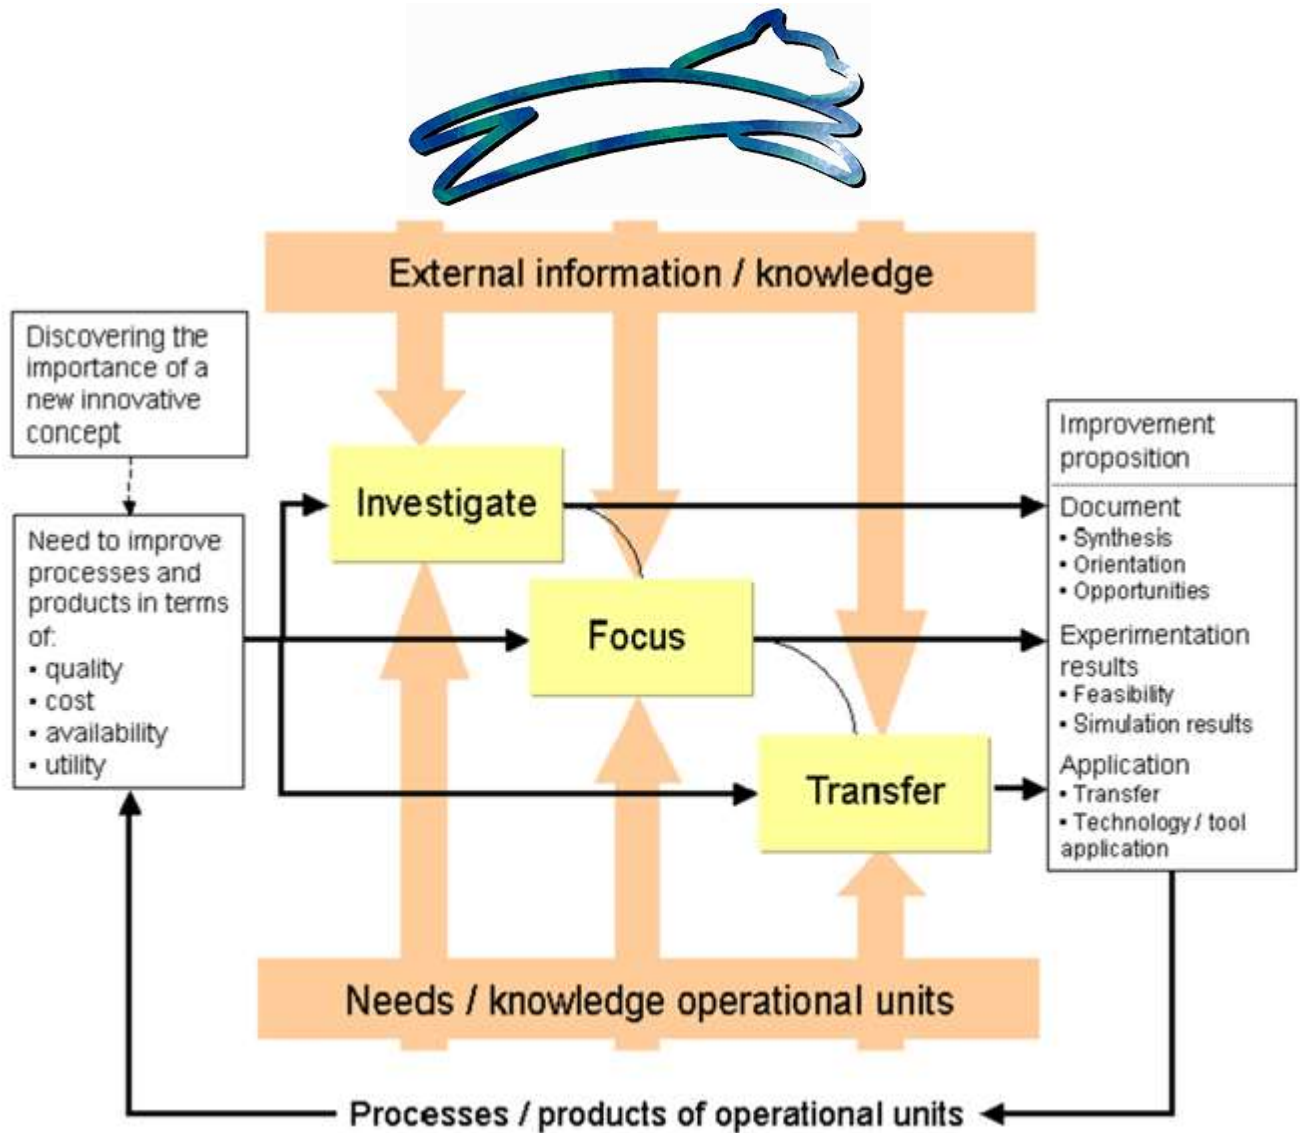 External information / knowledge
Discovering the
importance of a
new innovative
concept
Need to improve
processes and
products in terms
of:
▪ quality
▪ cost
▪ availability
▪ utility
Investigate
Focus
Transfer
Improvement
proposition
Document
▪ Synthesis
▪ Orientation
▪ Opportunities
Experimentation
results
▪ Feasibility
▪ Simulation results
Application
▪ Transfer
▪ Technology / tool
application
Needs / knowledge operational units
Processes / products of operational units